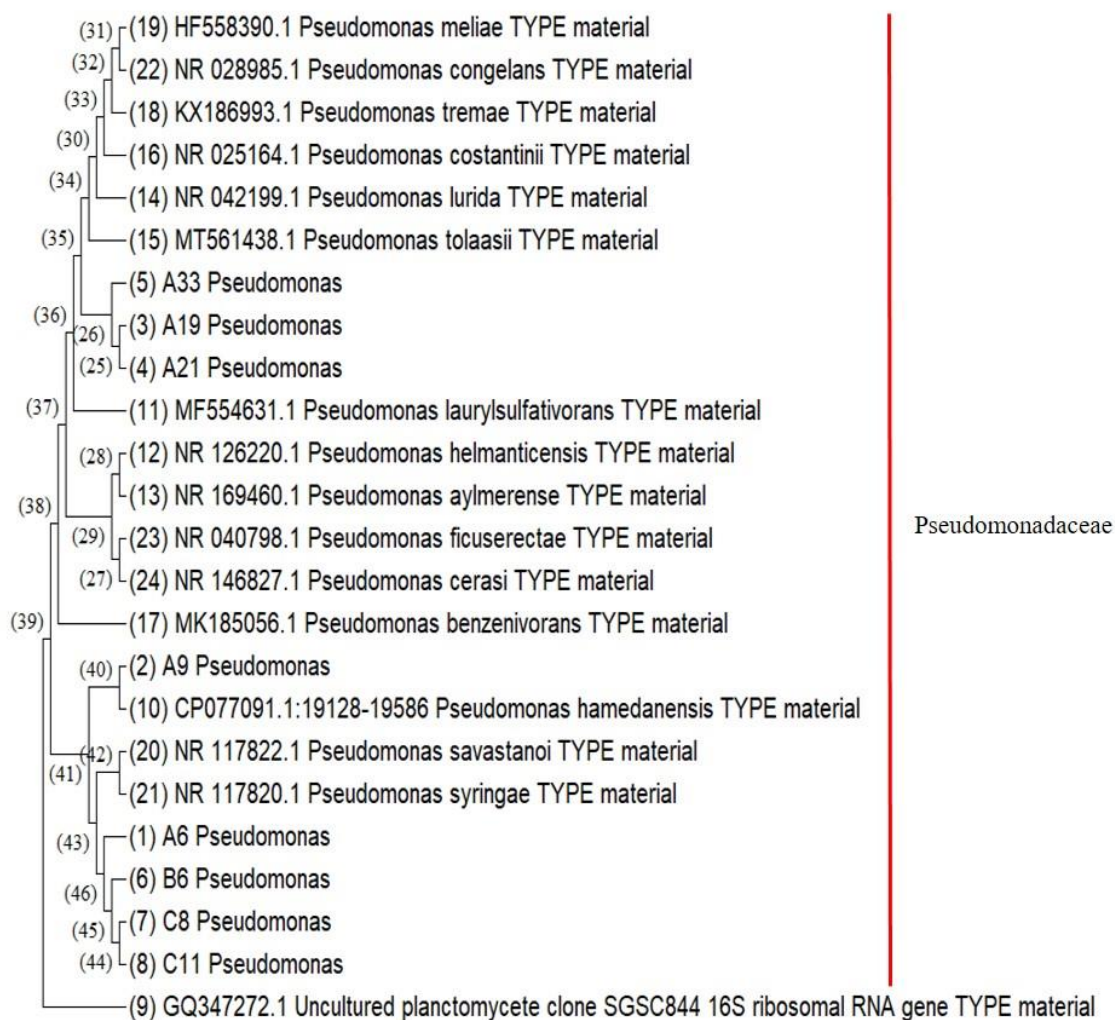 (31) (19) HF558390.1 Pseudomonas meliae TYPE material
(32) (22) NR 028985.1 Pseudomonas congelans TYPE material
(33) (18) KX186993.1 Pseudomonas tremae TYPE material
(30) (16) NR 025164.1 Pseudomonas costantinii TYPE material
(34) (14) NR 042199.1 Pseudomonas lurida TYPE material
(35) (15) MT561438.1 Pseudomonas tolaasii TYPE material
(5) A33 Pseudomonas
(36) (26) (3) A19 Pseudomonas
(25) (4) A21 Pseudomonas
(37) (11) MF554631.1 Pseudomonas laurylsulfativorans TYPE material
(28) (12) NR 126220.1 Pseudomonas helmanticensis TYPE material
(38) (13) NR 169460.1 Pseudomonas aylmerense TYPE material
(29) (23) NR 040798.1 Pseudomonas ficuserectae TYPE material
Pseudomonadaceae
(27) (24) NR 146827.1 Pseudomonas cerasi TYPE material
(39) (17) MK185056.1 Pseudomonas benzenivorans TYPE material
(40) (2) A9 Pseudomonas
(10) CP077091.1:19128-19586 Pseudomonas hamedanensis TYPE material
(42) (20) NR 117822.1 Pseudomonas savastanoi TYPE material
(41) (21) NR 117820.1 Pseudomonas syringae TYPE material
(43) (1) A6 Pseudomonas
(46) (6) B6 Pseudomonas
(45) (7) C8 Pseudomonas
(44) (8) C11 Pseudomonas
(9) GQ347272.1 Uncultured planctomycete clone SGSC844 16S ribosomal RNA gene TYPE material